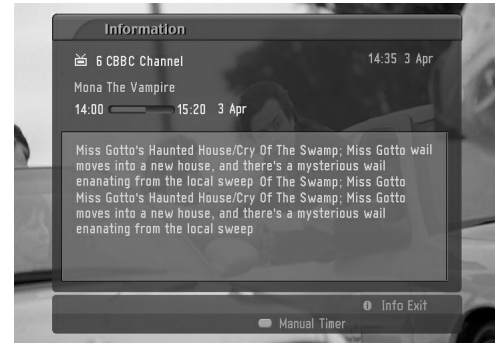 Information
6 CBBC Channel 14:35 3 Apr
Mona The Vampire
14:00 15:20 3 Apr
Miss Gotto's Haunted House/Cry Of The Swamp; Miss Gotto wail
moves into a new house, and there's a mysterious wail
enanating from the local sweep Of The Swamp; Miss Gotto
Miss Gotto's Haunted House/Cry Of The Swamp; Miss Gotto
moves into a new house, and there's a mysterious wail
enanating from the local sweep
i Info Exit
Manual Timer